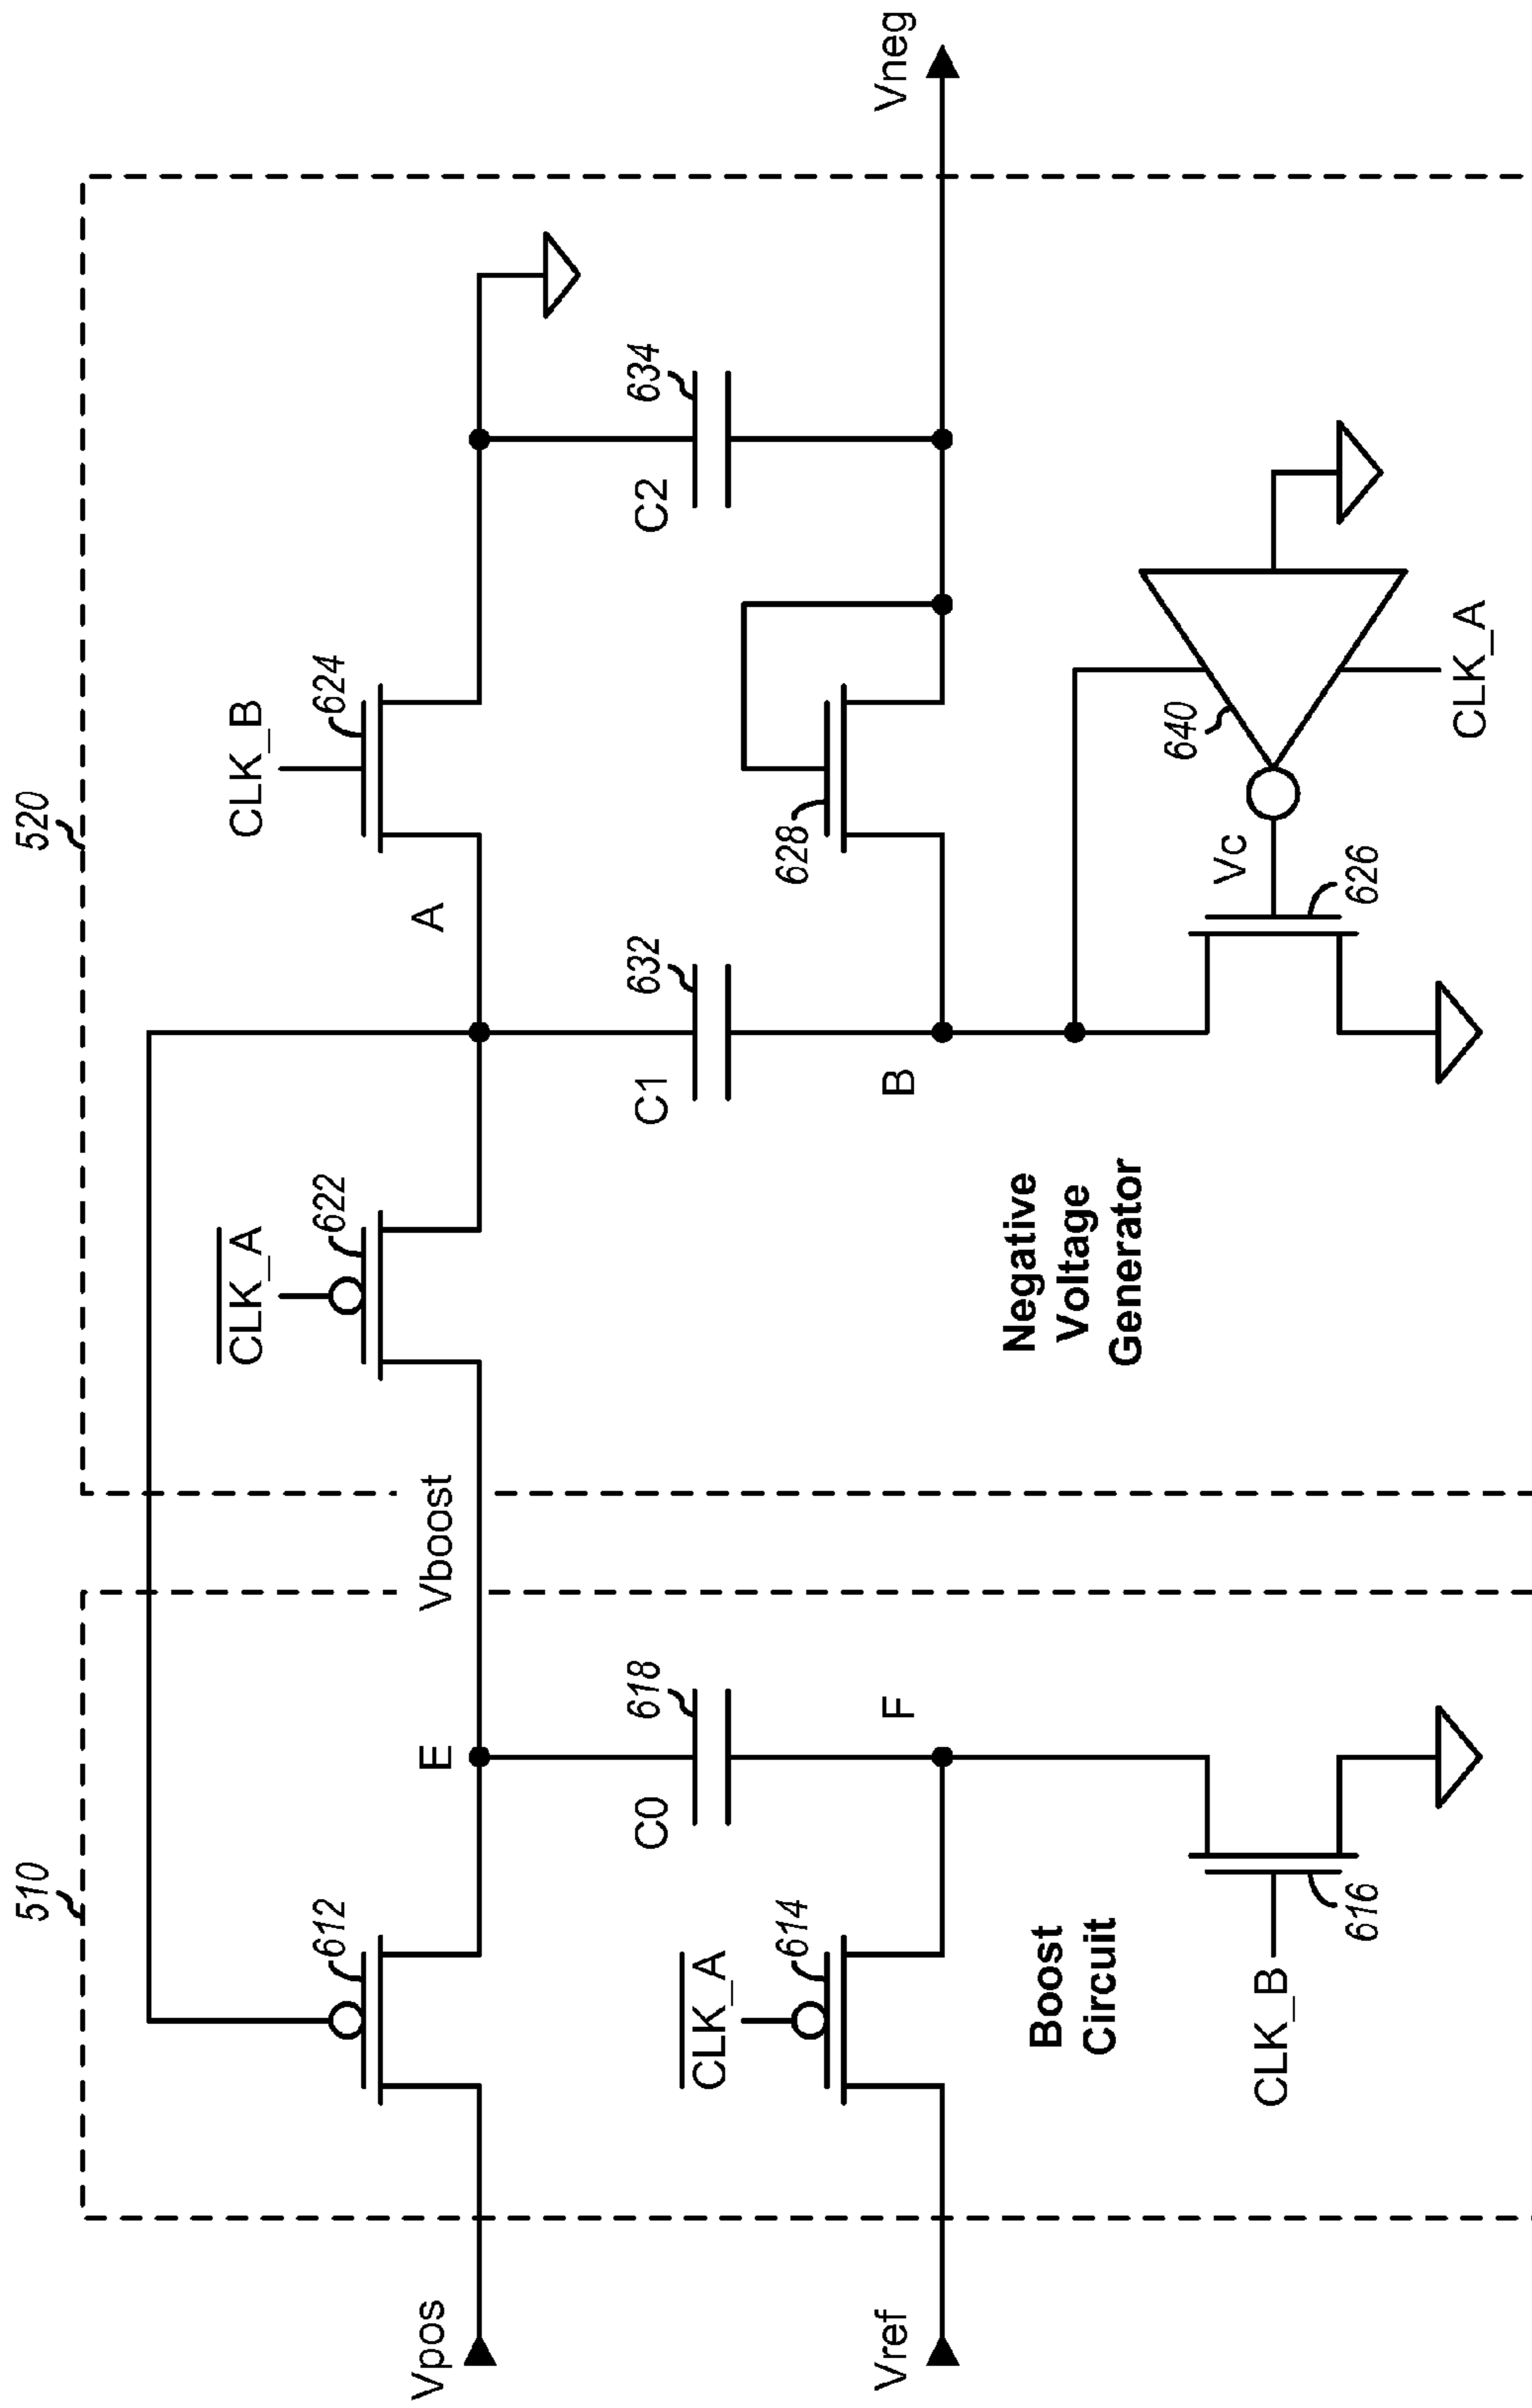 510
520
Vpos
612
E
Vboost
CLK_A
622
A
CLK_B
624
C0
618
C1
632
C2
634
Vref
CLK_A
614
F
B
628
Vneg
Boost
Circuit
Negative
Voltage
Generator
CLK_B
616
Vc
626
640
CLK_A